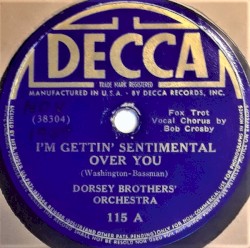 DECCA
TRADE MARK REGISTERED
MANUFACTURED IN U.S.A. - BY DECCA RECORDS, INC.
(38304)
Fox Trot
Vocal Chorus by
Bob Crosby
I'M GETTIN' SENTIMENTAL
OVER YOU
(Washington-Bassman)
DORSEY BROTHERS'
ORCHESTRA
115 A